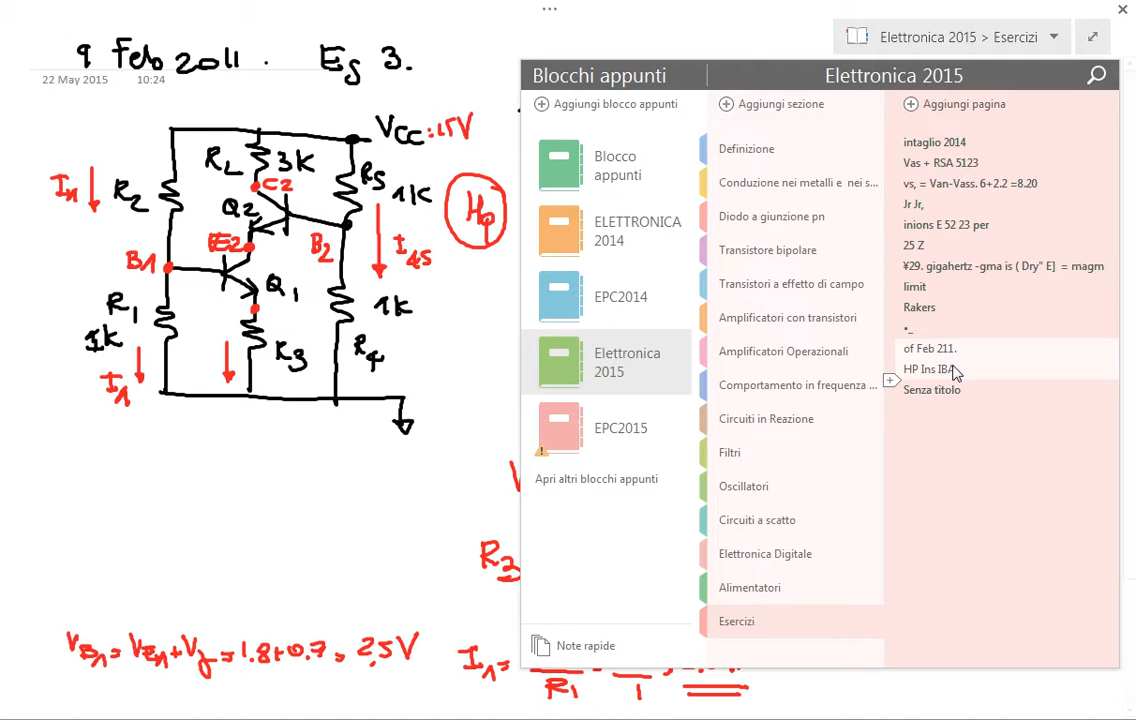 9 Feb 2011. Es 3.
22 May 2015 10:24
VCC = 15V
RL 3K
R5 1K
C2
I1
R2
Q2
Hp
E2
B2
I45
B1
Q1
R1
1K
1K
R3
R4
I1
VB1 = VE1 + Vγ = 1.8 + 0.7 = 2,5 V
I1 =
R1
1
Elettronica 2015 > Esercizi
Blocchi appunti
Elettronica 2015
Aggiungi blocco appunti
Blocco appunti
ELETTRONICA 2014
EPC2014
Elettronica 2015
EPC2015
Apri altri blocchi appunti
Note rapide
Aggiungi sezione
Definizione
Conduzione nei metalli e nei s...
Diodo a giunzione pn
Transistore bipolare
Transistori a effetto di campo
Amplificatori con transistori
Amplificatori Operazionali
Comportamento in frequenza ...
Circuiti in Reazione
Filtri
Oscillatori
Circuiti a scatto
Elettronica Digitale
Alimentatori
Esercizi
Aggiungi pagina
intaglio 2014
Vas + RSA 5123
vs, = Van-Vass. 6+2.2 =8.20
Jr Jr,
inions E 52 23 per
25 Z
¥29. gigahertz -gma is ( Dry" E] = magm
limit
Rakers
•_
of Feb 211.
HP Ins IBA
Senza titolo